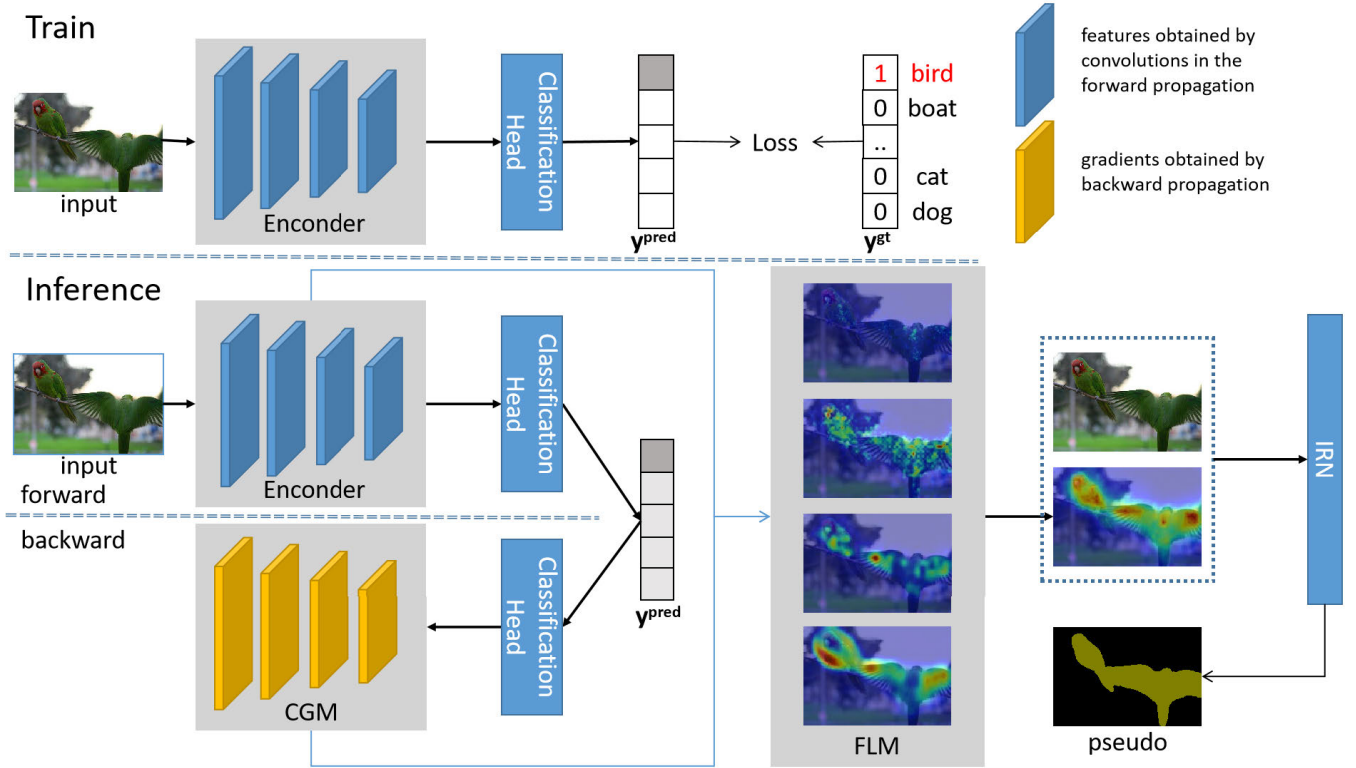 Train
input
Enconder
Classification
Head
y^pred
Loss
1 bird
0 boat
..
0 cat
0 dog
y^gt
features obtained by
convolutions in the
forward propagation
gradients obtained by
backward propagation
Inference
input
forward
Enconder
Classification
Head
y^pred
backward
CGM
Classification
Head
FLM
IRN
pseudo